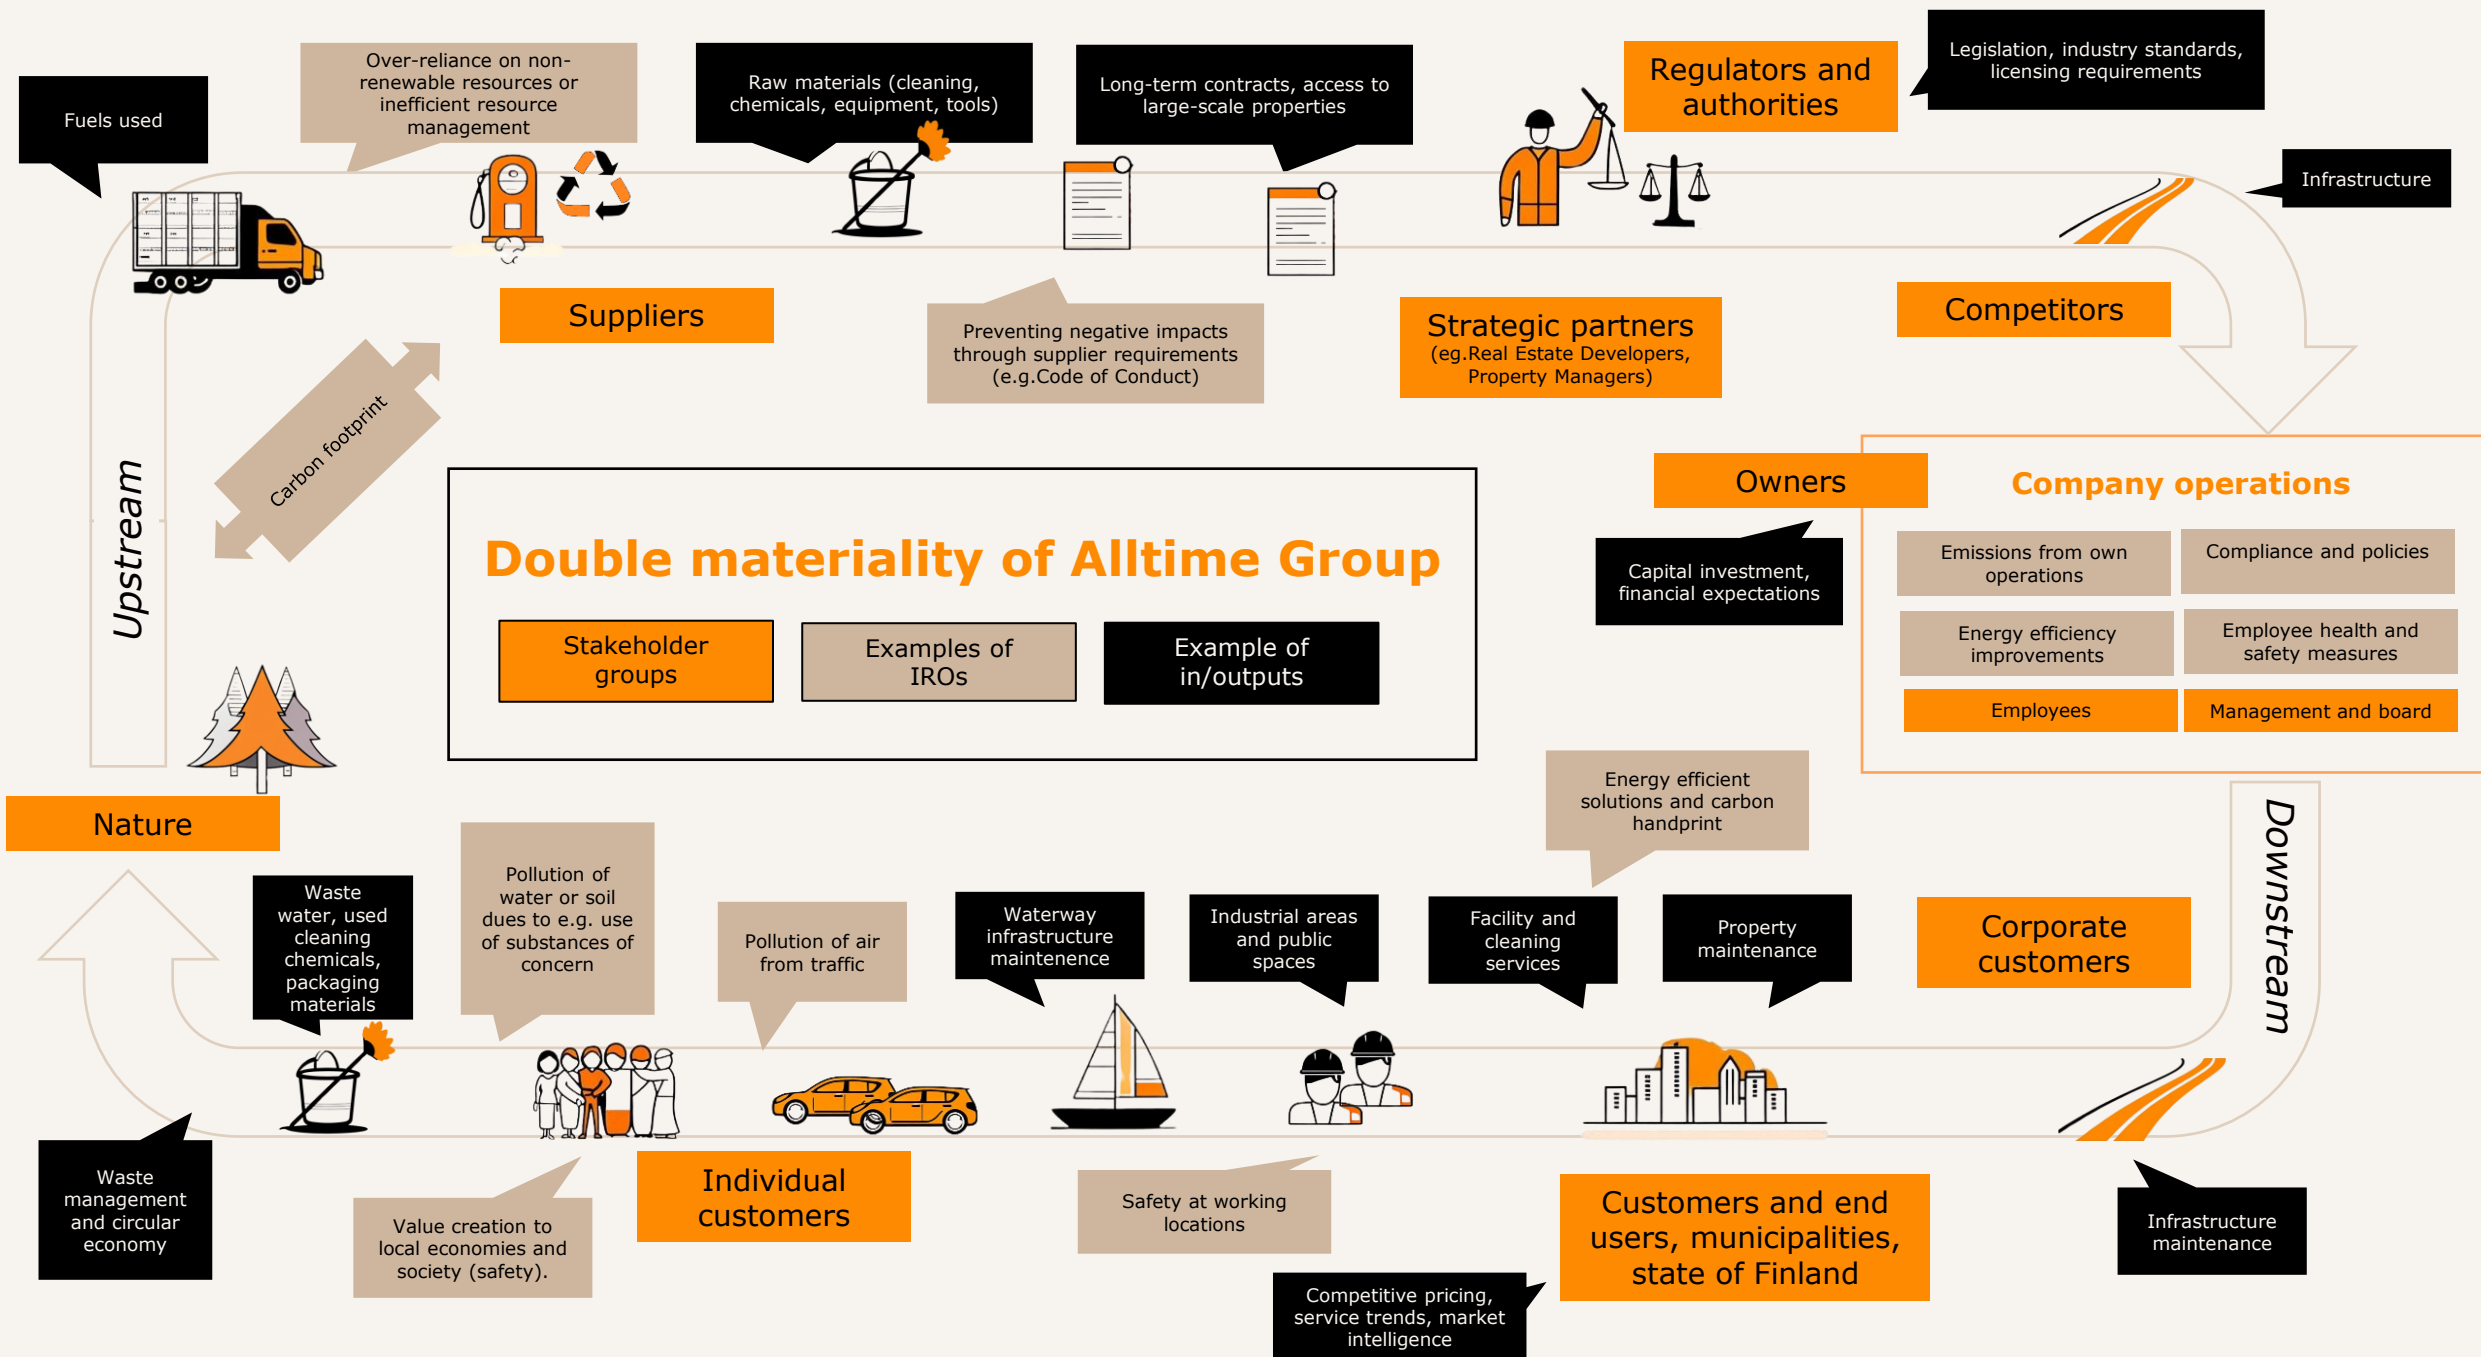 Fuels used
Over-reliance on non-
renewable resources or
inefficient resource
management
Raw materials (cleaning,
chemicals, equipment, tools)
Long-term contracts, access to
large-scale properties
Regulators and
authorities
Legislation, industry standards,
licensing requirements
Infrastructure
Suppliers
Preventing negative impacts
through supplier requirements
(e.g.Code of Conduct)
Strategic partners
(eg.Real Estate Developers,
Property Managers)
Competitors
Carbon footprint
Upstream
Double materiality of Alltime Group
Stakeholder
groups
Examples of
IROs
Example of
in/outputs
Owners
Capital investment,
financial expectations
Company operations
Emissions from own
operations
Compliance and policies
Energy efficiency
improvements
Employee health and
safety measures
Employees
Management and board
Nature
Energy efficient
solutions and carbon
handprint
Downstream
Waste
water, used
cleaning
chemicals,
packaging
materials
Pollution of
water or soil
dues to e.g. use
of substances of
concern
Pollution of air
from traffic
Waterway
infrastructure
maintenence
Industrial areas
and public
spaces
Facility and
cleaning
services
Property
maintenance
Corporate
customers
Waste
management
and circular
economy
Value creation to
local economies and
society (safety).
Individual
customers
Safety at working
locations
Competitive pricing,
service trends, market
intelligence
Customers and end
users, municipalities,
state of Finland
Infrastructure
maintenance